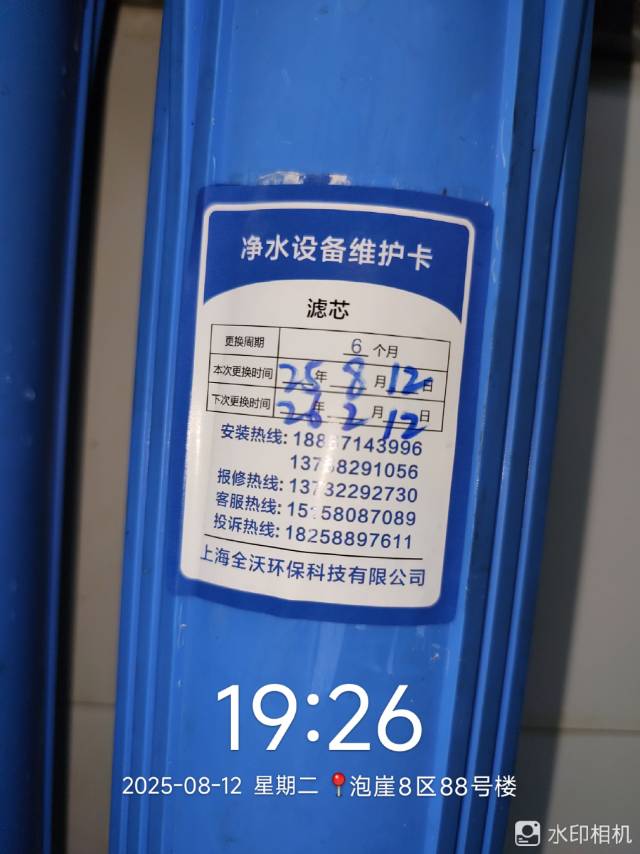 净水设备维护卡
滤芯
更换周期 6 个月
本次更换时间 25 年 8 月 12 日
下次更换时间 26 年 2 月 12 日
安装热线: 18867143996
13738291056
报修热线: 13732292730
客服热线: 15158087089
投诉热线: 18258897611
上海全沃环保科技有限公司
19:26
2025-08-12 星期二 泡崖8区88号楼
水印相机